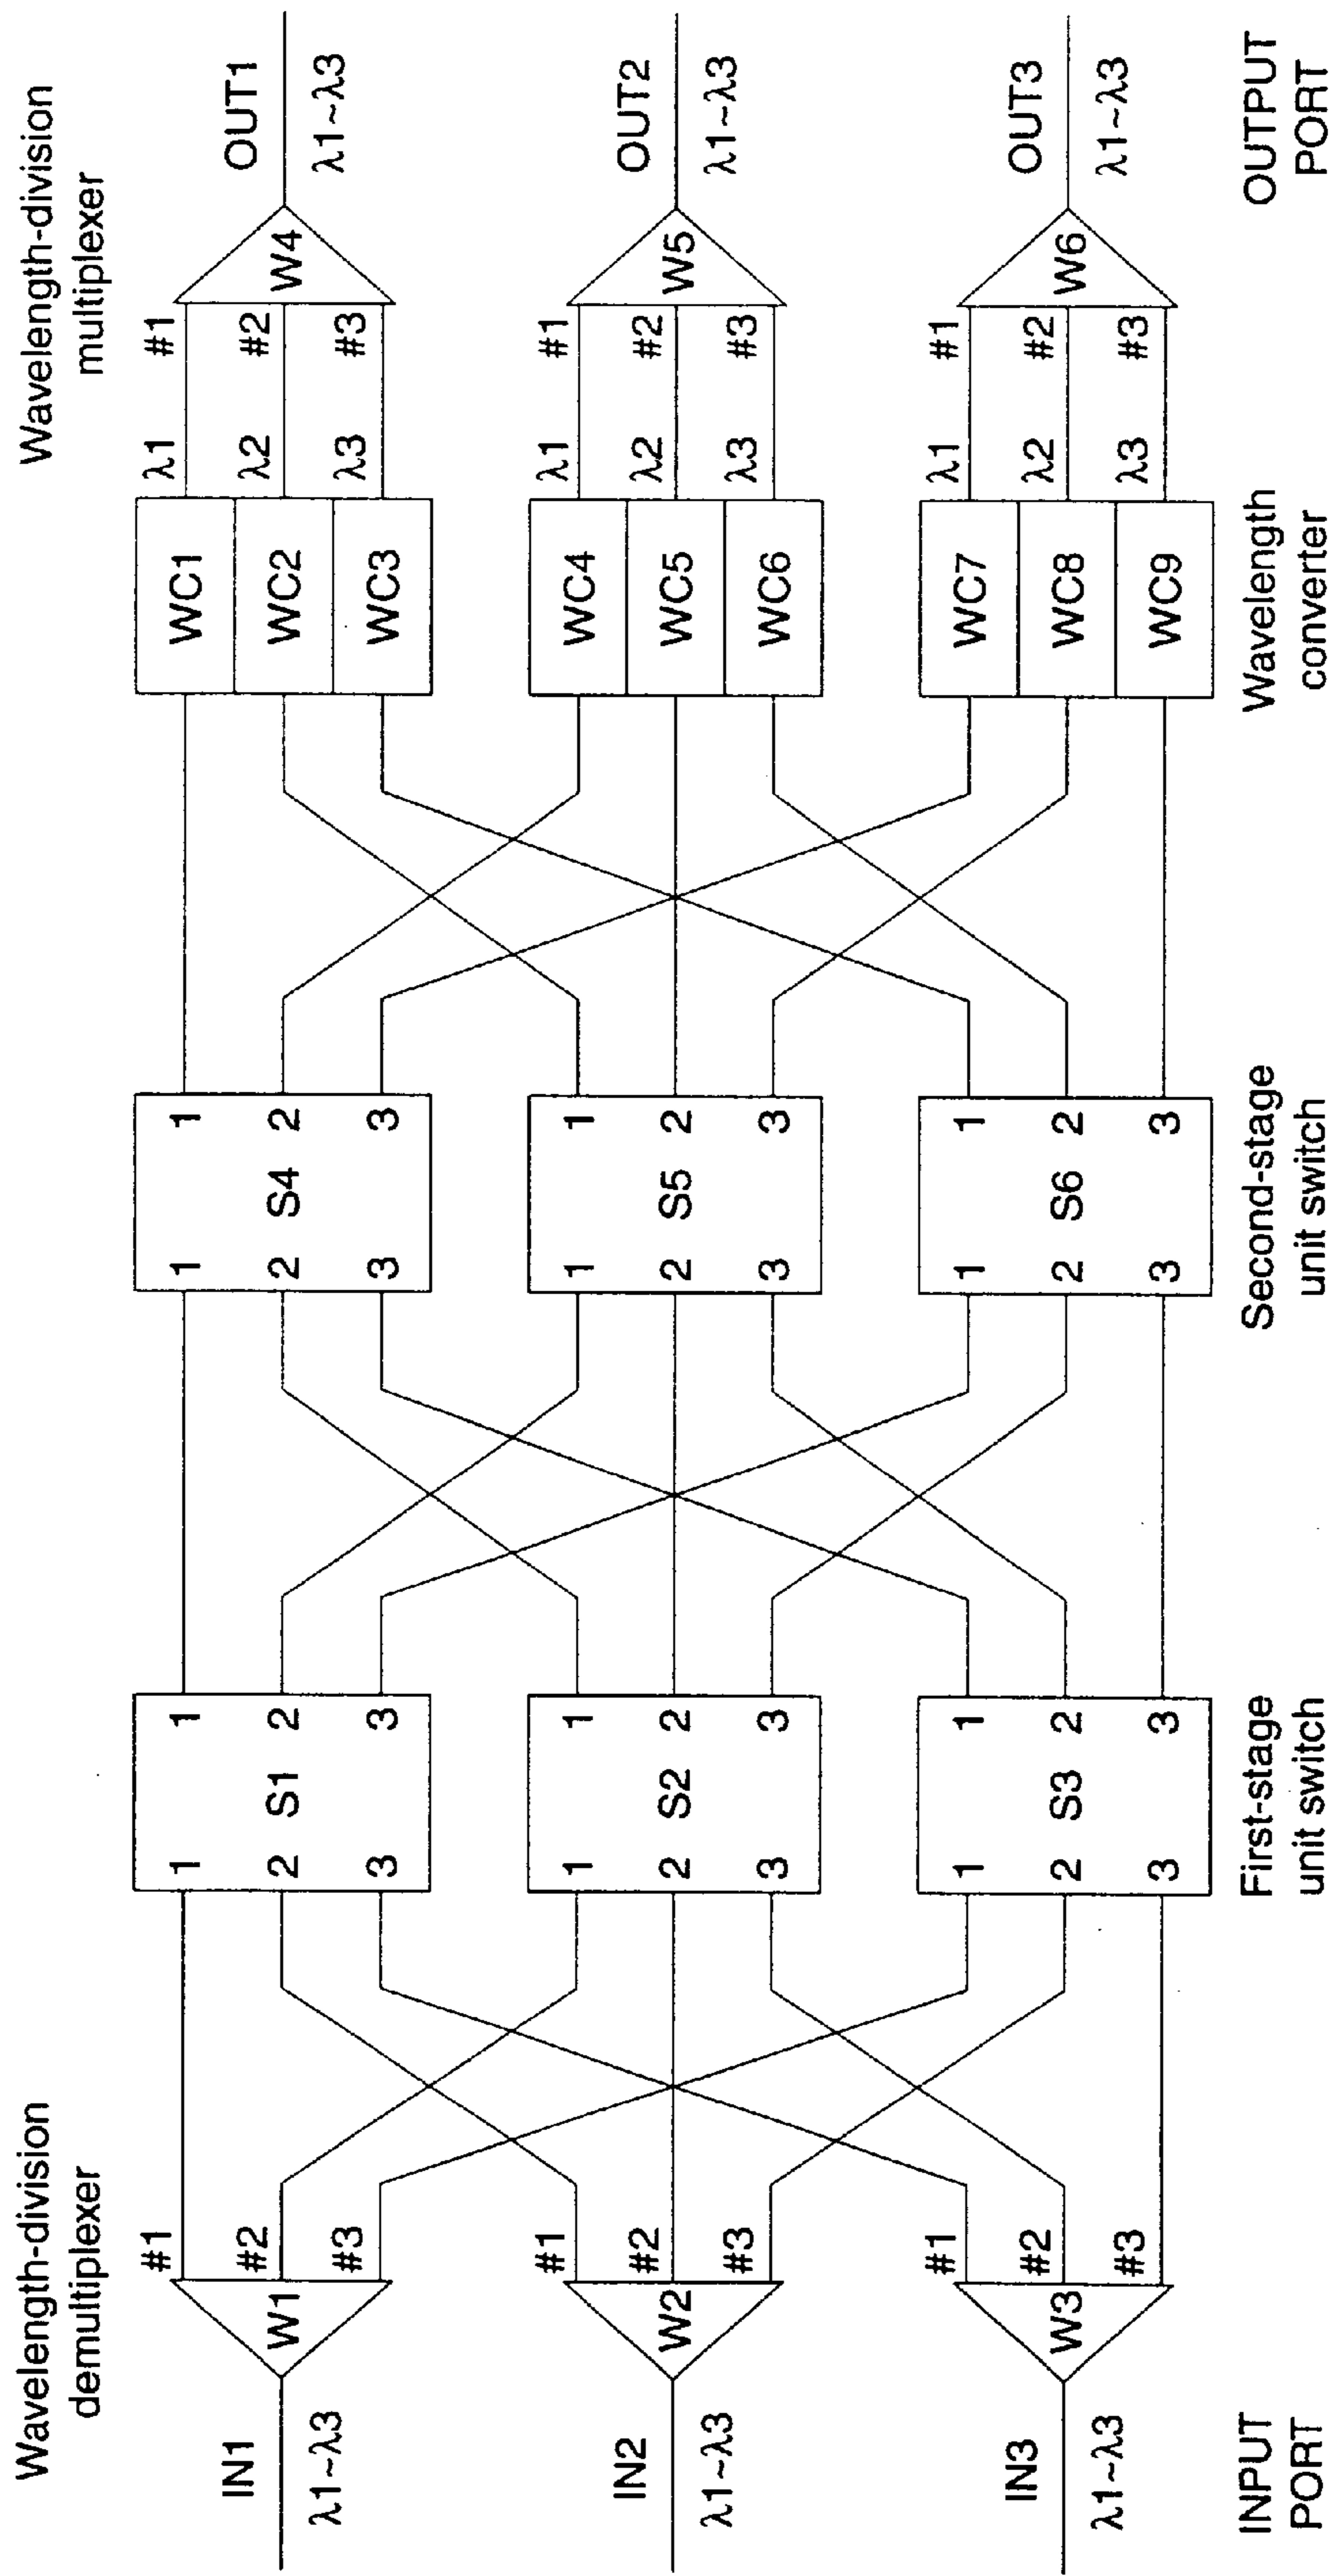 Wavelength-division
demultiplexer
Wavelength-division
multiplexer
IN1
λ1~λ3
W1
#1
#2
#3
1
2
3
S1
1
2
3
1
2
3
S4
1
2
3
WC1
WC2
WC3
λ1
λ2
λ3
#1
#2
#3
W4
OUT1
λ1~λ3
IN2
λ1~λ3
W2
#1
#2
#3
1
2
3
S2
1
2
3
1
2
3
S5
1
2
3
WC4
WC5
WC6
λ1
λ2
λ3
#1
#2
#3
W5
OUT2
λ1~λ3
IN3
λ1~λ3
W3
#1
#2
#3
1
2
3
S3
1
2
3
1
2
3
S6
1
2
3
WC7
WC8
WC9
λ1
λ2
λ3
#1
#2
#3
W6
OUT3
λ1~λ3
INPUT
PORT
First-stage
unit switch
Second-stage
unit switch
Wavelength
converter
OUTPUT
PORT